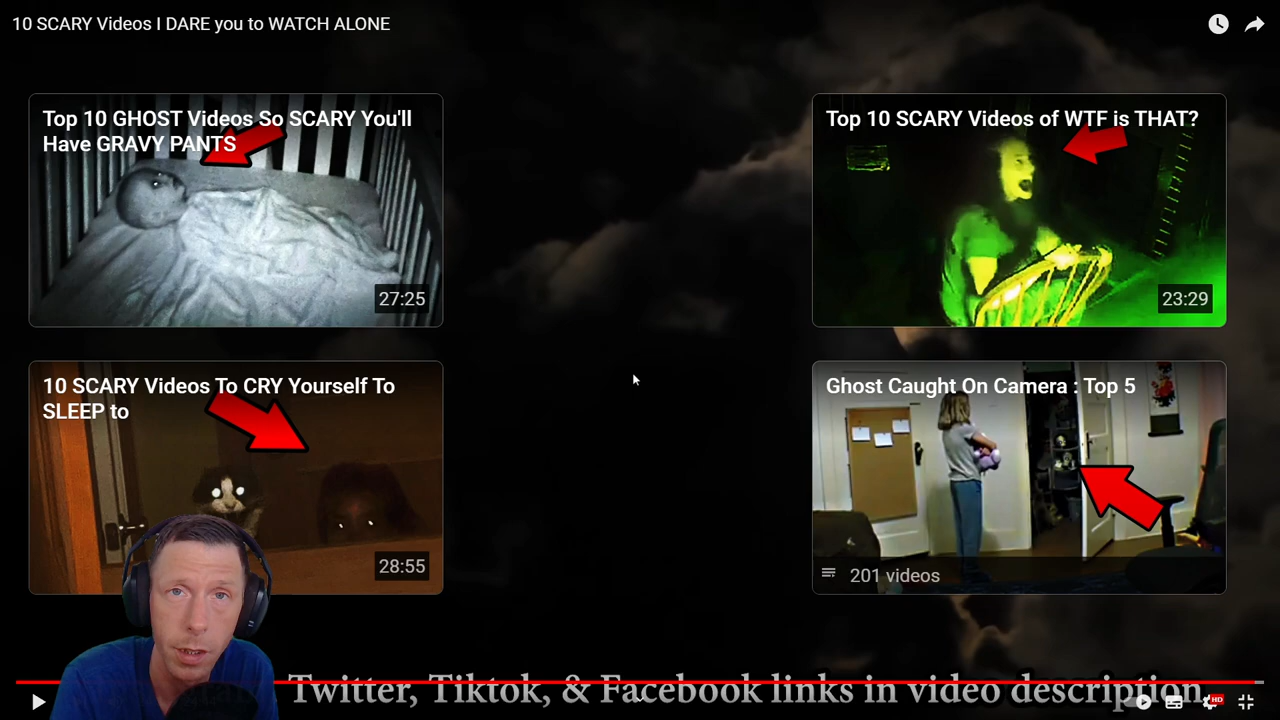 10 SCARY Videos I DARE you to WATCH ALONE
Top 10 GHOST Videos So SCARY You'll
Have GRAVY PANTS
27:25
Top 10 SCARY Videos of WTF is THAT?
23:29
10 SCARY Videos To CRY Yourself To
SLEEP to
28:55
Ghost Caught On Camera : Top 5
201 videos
Twitter, Tiktok, & Facebook links in video description.
HD